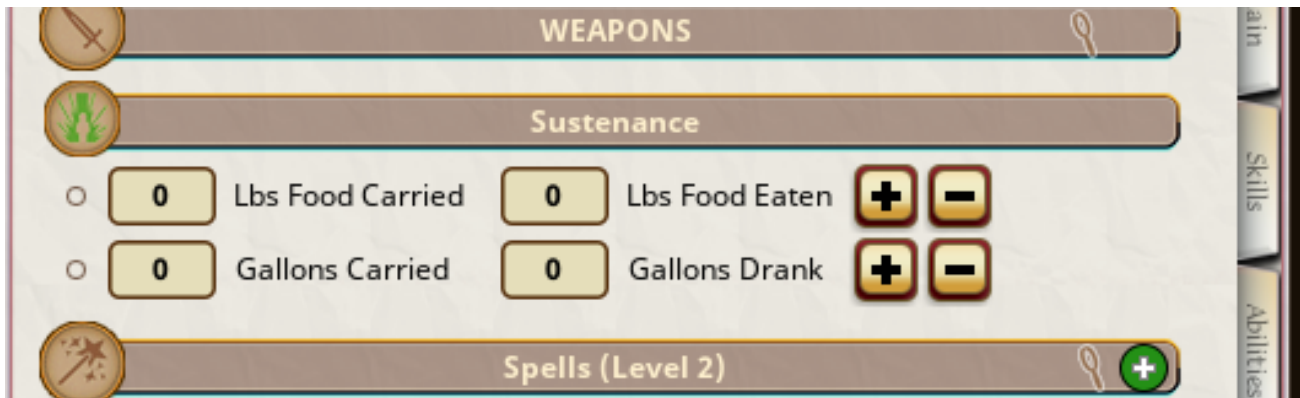 WEAPONS
Sustenance
0 Lbs Food Carried 0 Lbs Food Eaten + -
0 Gallons Carried 0 Gallons Drank + -
Spells (Level 2) +
ain
Skills
Abilities